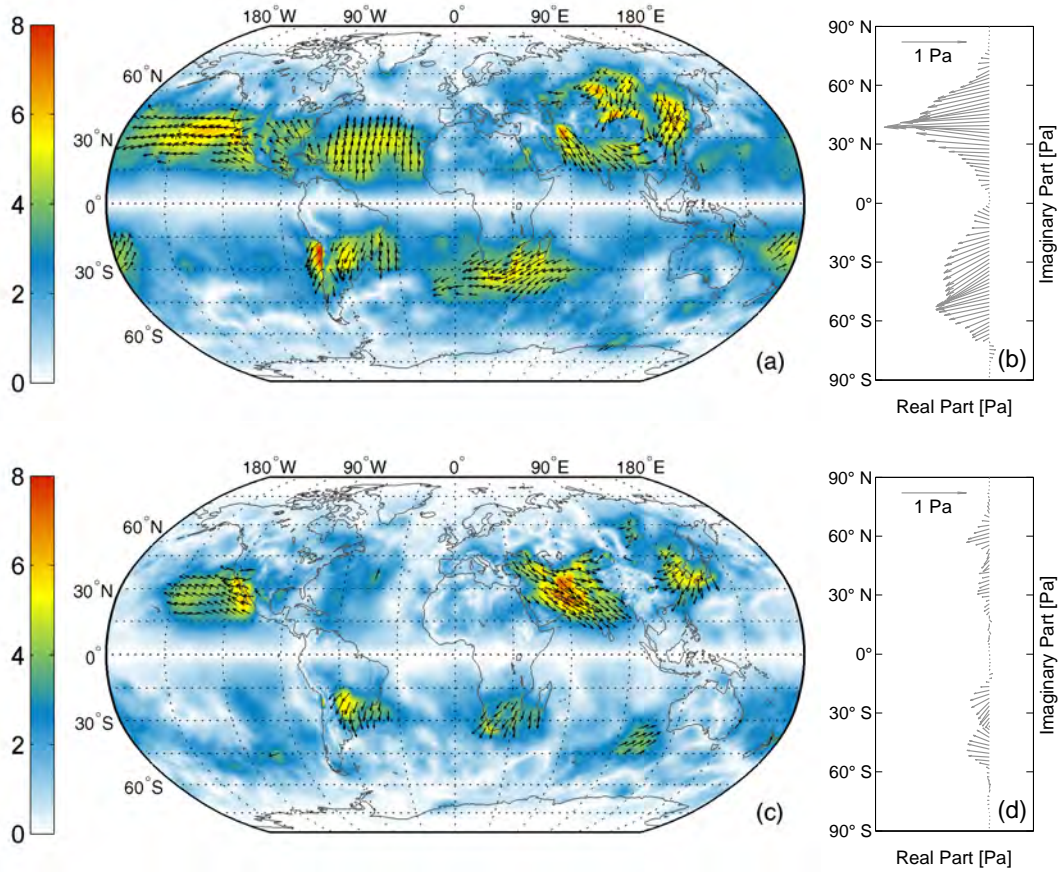 180°W 90°W 0° 90°E 180°E
8
6
4
2
0
60°N
30°N
0°
30°S
60°S
(a)
90° N
60° N
30° N
0°
30° S
60° S
90° S
1 Pa
(b)
Real Part [Pa]
Imaginary Part [Pa]
180°W 90°W 0° 90°E 180°E
8
6
4
2
0
60°N
30°N
0°
30°S
60°S
(c)
90° N
60° N
30° N
0°
30° S
60° S
90° S
1 Pa
(d)
Real Part [Pa]
Imaginary Part [Pa]